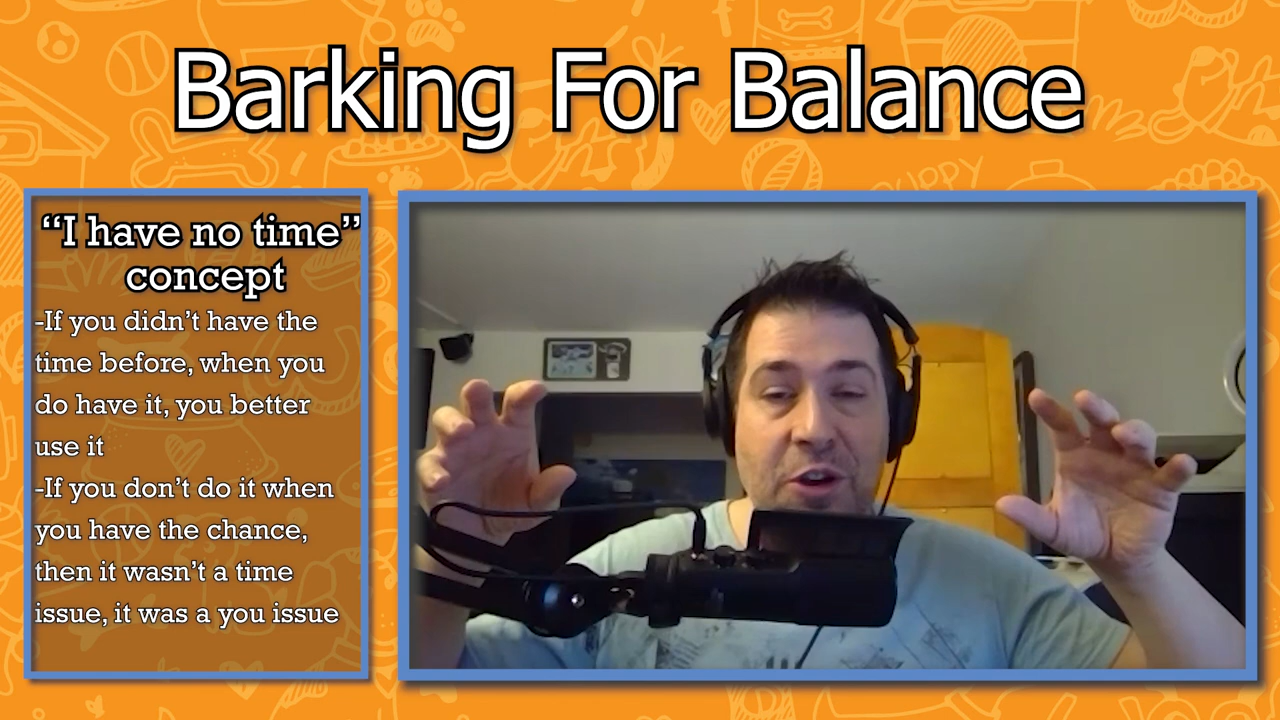 Barking For Balance
“I have no time”
concept
-If you didn’t have the
time before, when you
do have it, you better
use it
-If you don’t do it when
you have the chance,
then it wasn’t a time
issue, it was a you issue
PUPPY